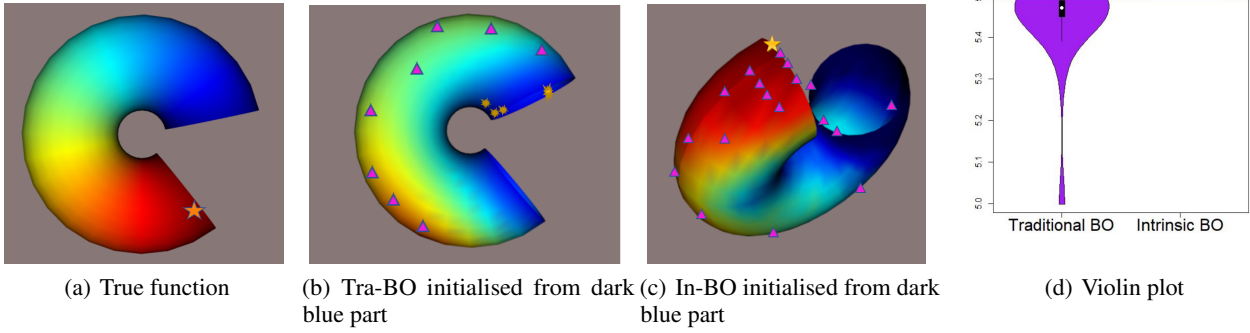 5.4
5.3
5.2
5.1
5.0
Traditional BO Intrinsic BO
(a) True function
(b) Tra-BO initialised from dark
blue part
(c) In-BO initialised from dark
blue part
(d) Violin plot